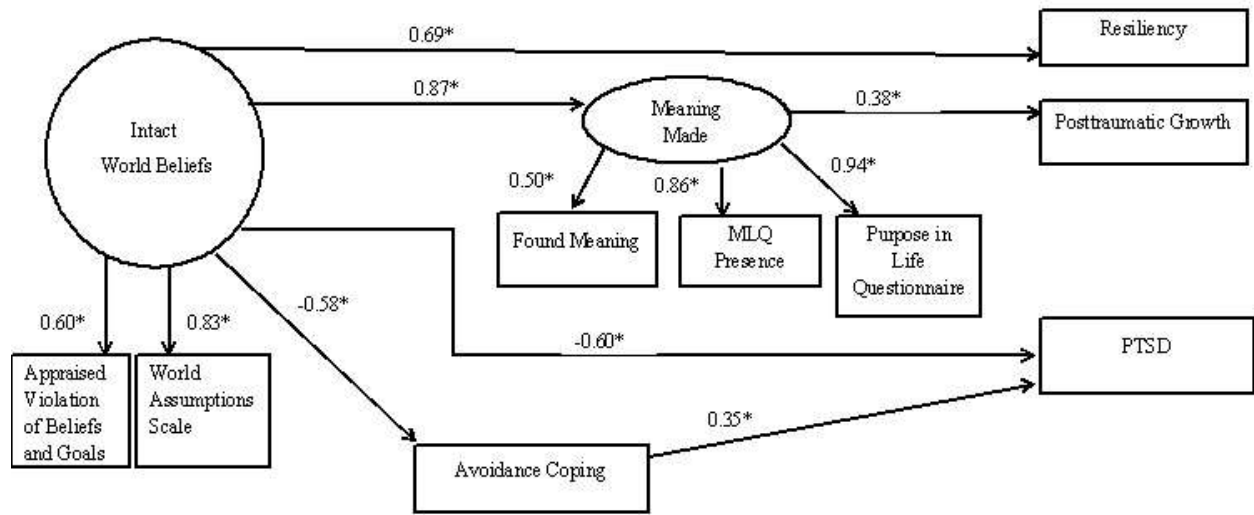 0.69*
Resiliency
0.87*
Intact
World Beliefs
Meaning
Made
0.38*
Posttraumatic Growth
0.50*
0.86*
0.94*
Found Meaning
MLQ
Presence
Purpose in
Life
Questionnaire
-0.58*
0.60*
0.83*
-0.60*
PTSD
Appraised
Violation
of Beliefs
and Goals
World
Assumptions
Scale
0.35*
Avoidance Coping